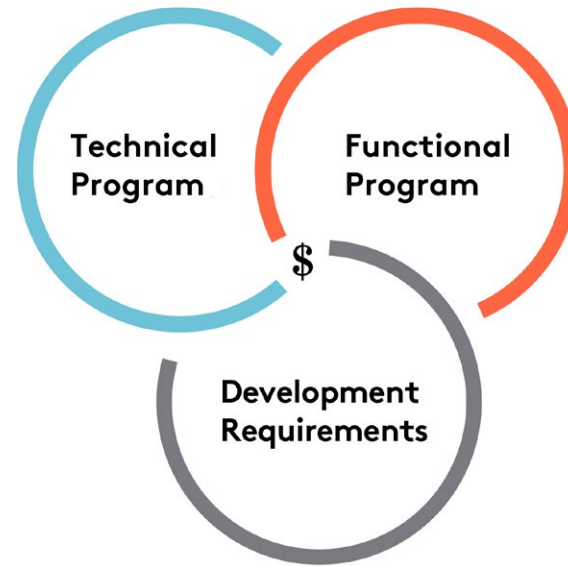 Technical
Program
Functional
Program
$
Development
Requirements